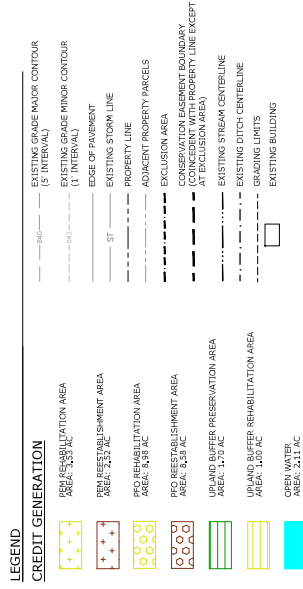 LEGEND
CREDIT GENERATION
PEM REHABILITATION AREA
AREA: 3.53 AC
PEM REESTABLISHMENT AREA
AREA: 2.52 AC
PFO REHABILITATION AREA
AREA: 8.98 AC
PFO REESTABLISHMENT AREA
AREA: 8.58 AC
UPLAND BUFFER PRESERVATION AREA
AREA: 1.70 AC
UPLAND BUFFER REHABILITATION AREA
AREA: 1.00 AC
OPEN WATER
AREA: 2.11 AC
840
EXISTING GRADE MAJOR CONTOUR
(5' INTERVAL)
842
EXISTING GRADE MINOR CONTOUR
(1' INTERVAL)
EDGE OF PAVEMENT
ST
EXISTING STORM LINE
PROPERTY LINE
ADJACENT PROPERTY PARCELS
EXCLUSION AREA
CONSERVATION EASEMENT BOUNDARY
(COINCEDENT WITH PROPERTY LINE EXCEPT
AT EXCLUSION AREA)
EXISTING STREAM CENTERLINE
EXISTING DITCH CENTERLINE
GRADING LIMITS
EXISTING BUILDING